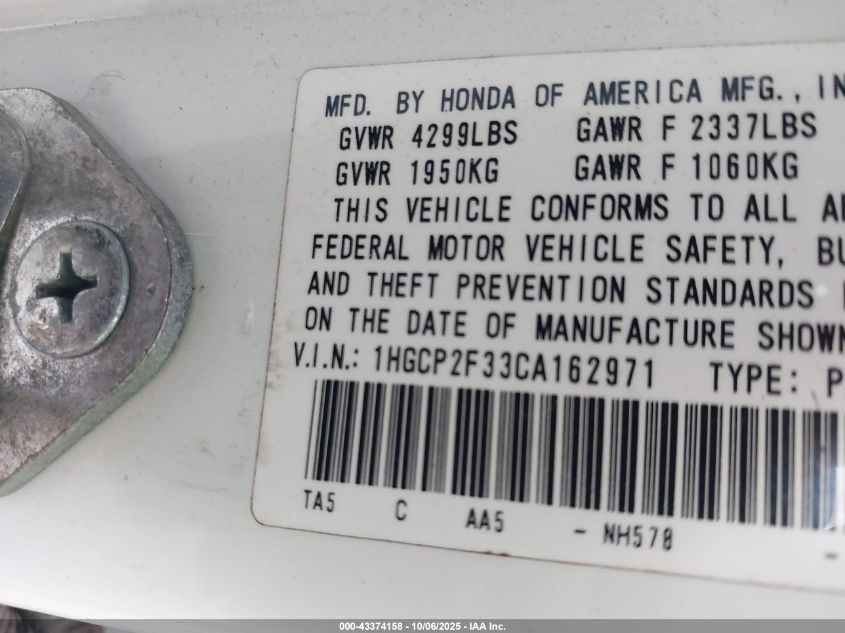 MFD. BY HONDA OF AMERICA MFG., IN
GVWR 4299LBS GAWR F 2337LBS
GVWR 1950KG GAWR F 1060KG
THIS VEHICLE CONFORMS TO ALL A
FEDERAL MOTOR VEHICLE SAFETY, BU
AND THEFT PREVENTION STANDARDS
ON THE DATE OF MANUFACTURE SHOWN
V.I.N.: 1HGCP2F33CA162971 TYPE: P
TA5 C AA5 - NH578 -
000-43374158 - 10/06/2025 - IAA Inc.